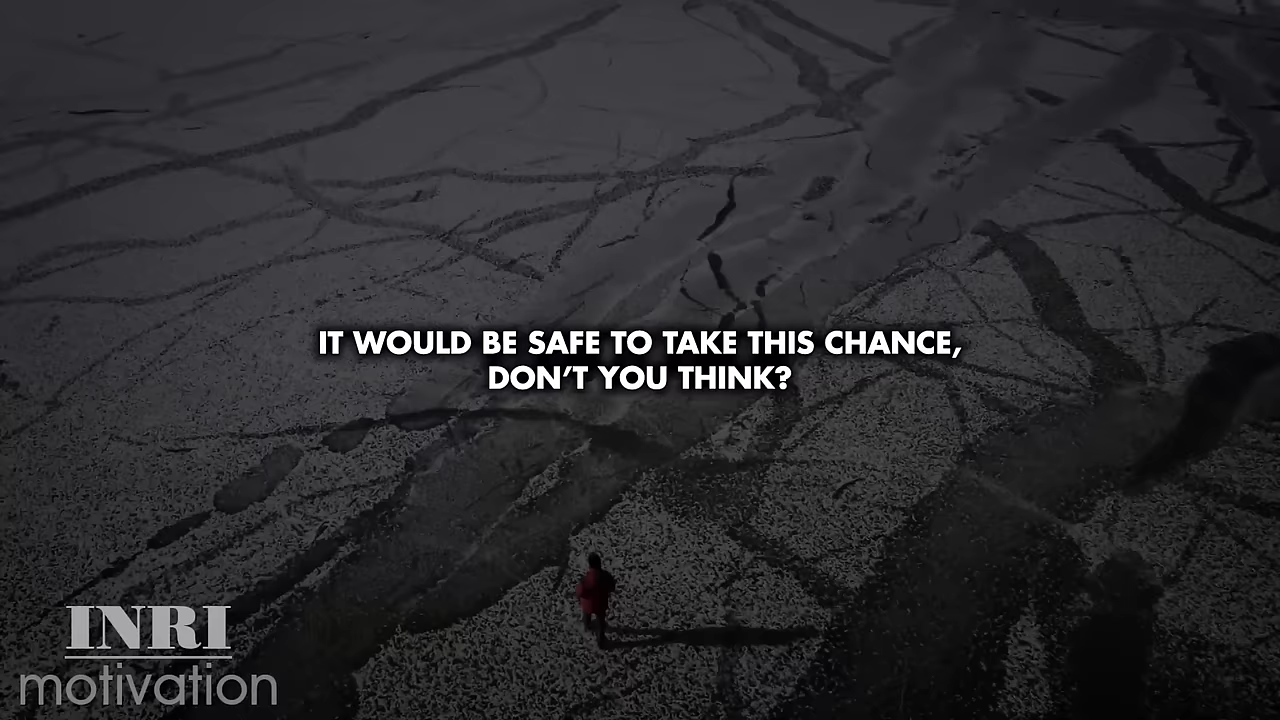 IT WOULD BE SAFE TO TAKE THIS CHANCE,
DON’T YOU THINK?
INRI
motivation